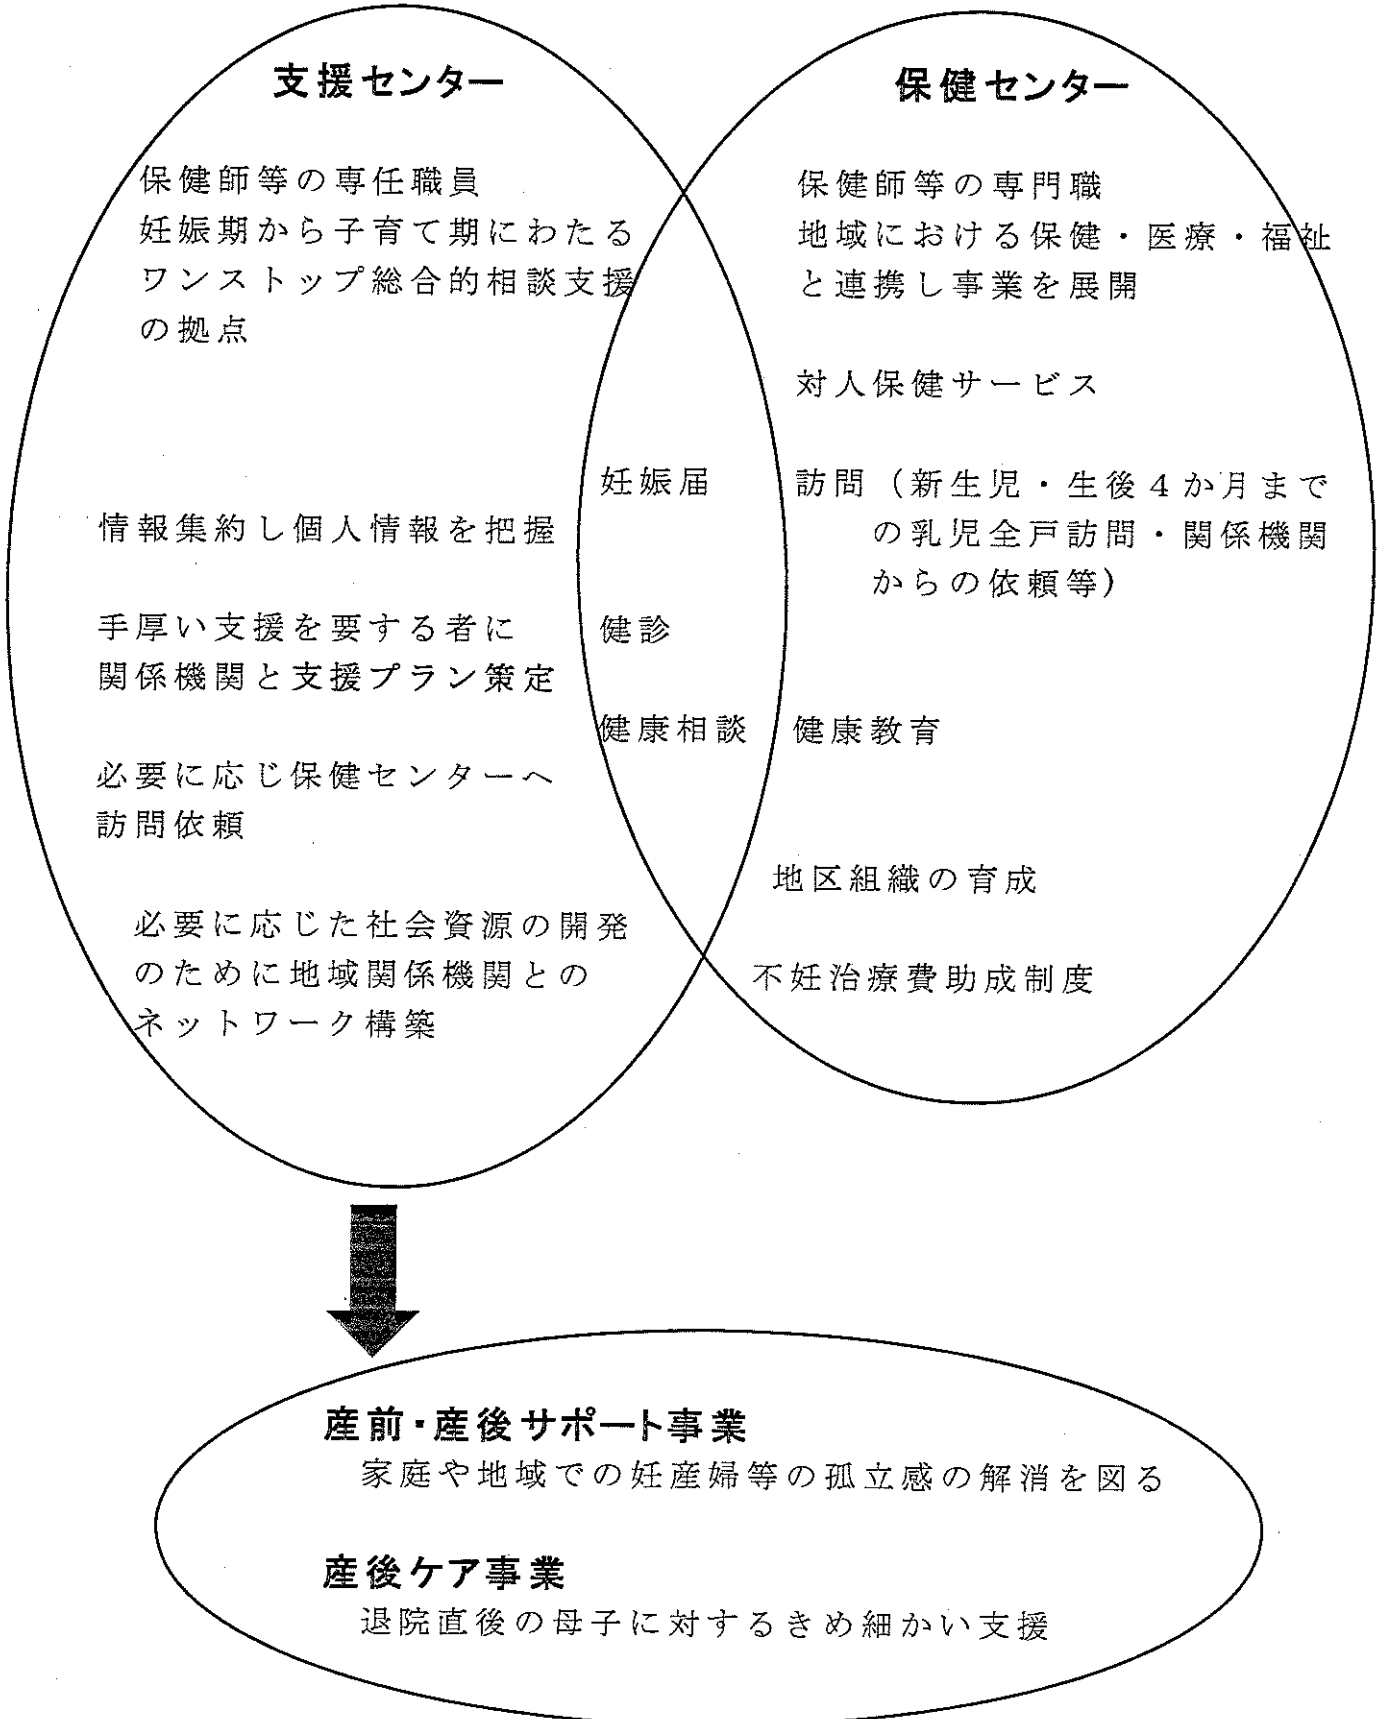 支援センター
保健師等の専任職員
妊娠期から子育て期にわたる
ワンストップ総合的相談支援
の拠点
情報集約し個人情報を把握
手厚い支援を要する者に
関係機関と支援プラン策定
必要に応じ保健センターへ
訪問依頼
必要に応じた社会資源の開発
のために地域関係機関との
ネットワーク構築
妊娠届
健診
健康相談
保健センター
保健師等の専門職
地域における保健・医療・福祉
と連携し事業を展開
対人保健サービス
訪問（新生児・生後4か月まで
の乳児全戸訪問・関係機関
からの依頼等）
健康教育
地区組織の育成
不妊治療費助成制度
産前・産後サポート事業
家庭や地域での妊産婦等の孤立感の解消を図る
産後ケア事業
退院直後の母子に対するきめ細かい支援